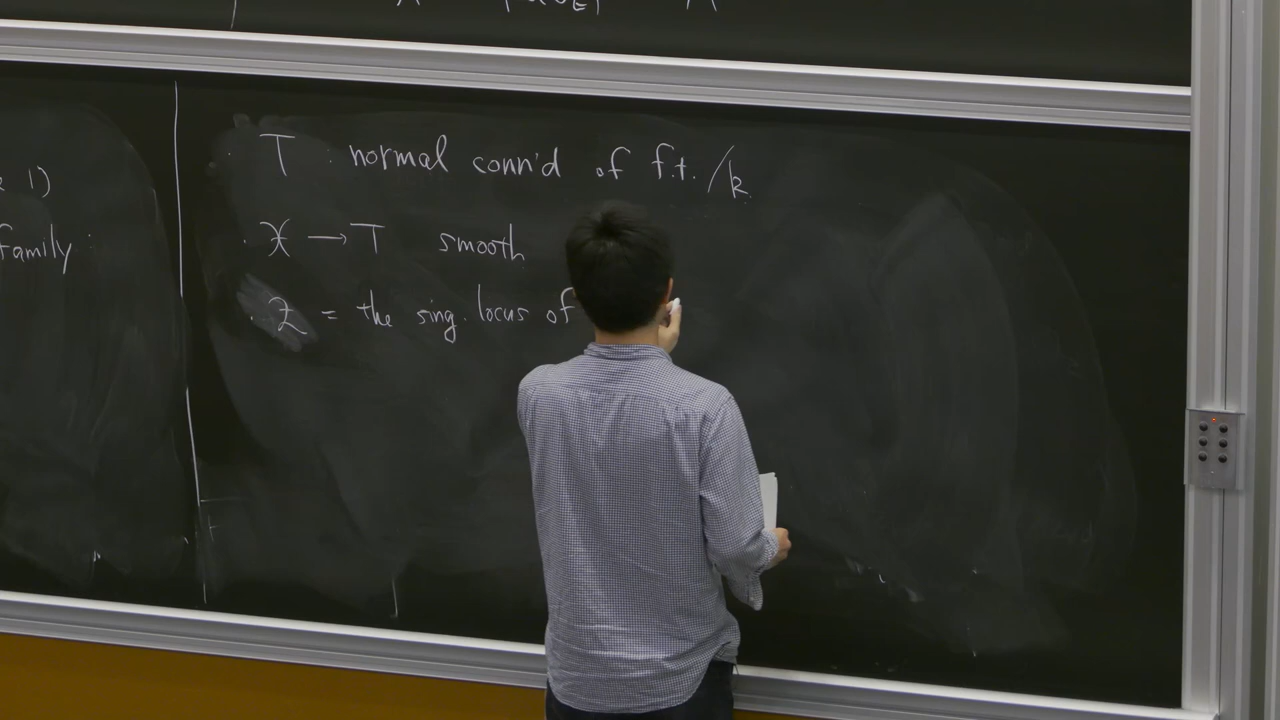 1)
family:
· T : normal conn'd of f.t. /k.
· 𝒳 → T smooth
· Z = the sing. locus of